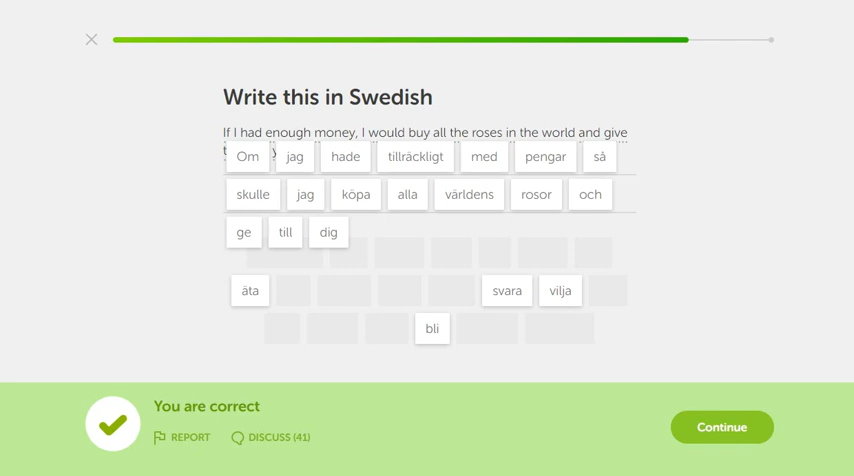 Write this in Swedish
If I had enough money, I would buy all the roses in the world and give
Om jag hade tillräckligt med pengar så
skulle jag köpa alla världens rosor och
ge till dig
äta svara vilja
bli
You are correct
REPORT DISCUSS (41)
Continue